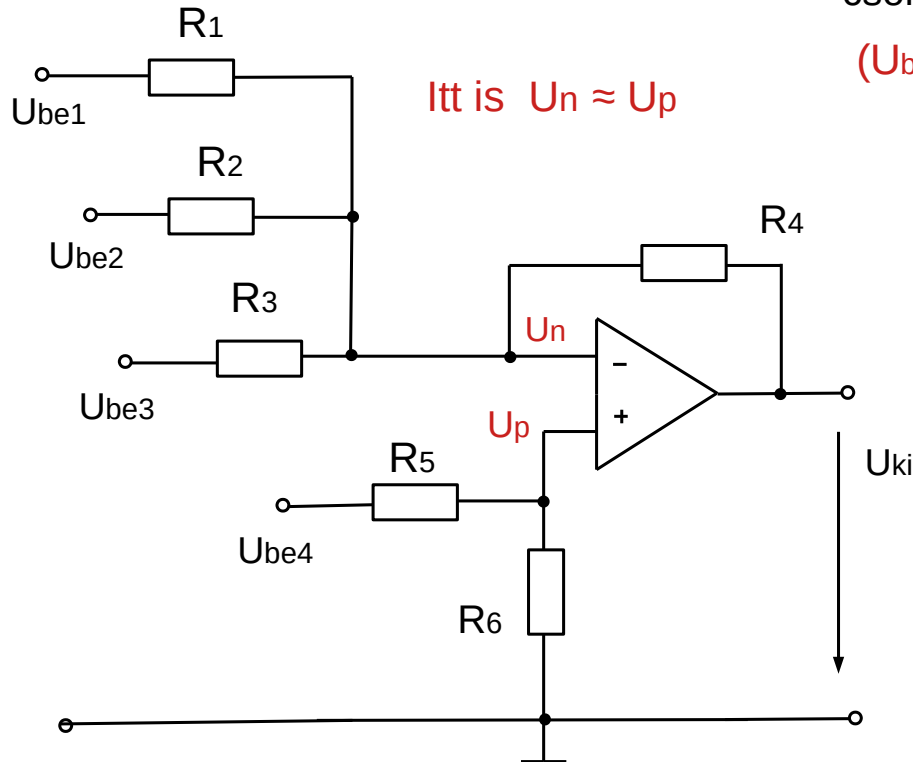 R1
Ube1
Itt is Un ≈ Up
R2
Ube2
R4
R3
Un
Ube3
−
+
Up
R5
Uki
Ube4
R6